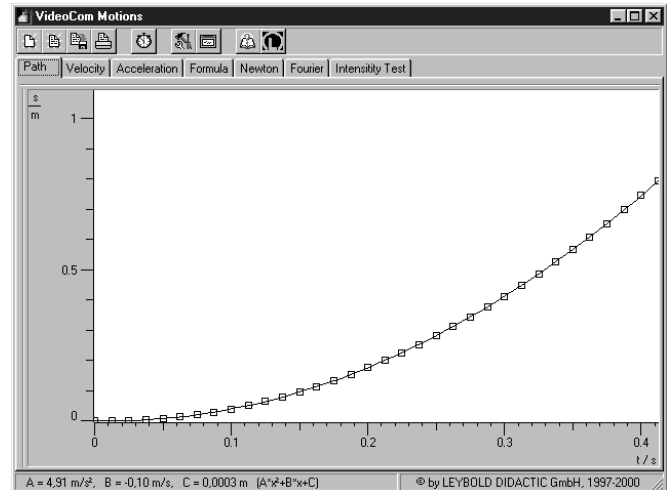 VideoCom Motions
Path Velocity Acceleration Formula Newton Fourier Intensitity Test
s
m
1
0.5
0
0 0.1 0.2 0.3 0.4
t / s
A = 4,91 m/s², B = -0,10 m/s, C = 0,0003 m (A*x²+B*x+C) © by LEYBOLD DIDACTIC GmbH, 1997-2000